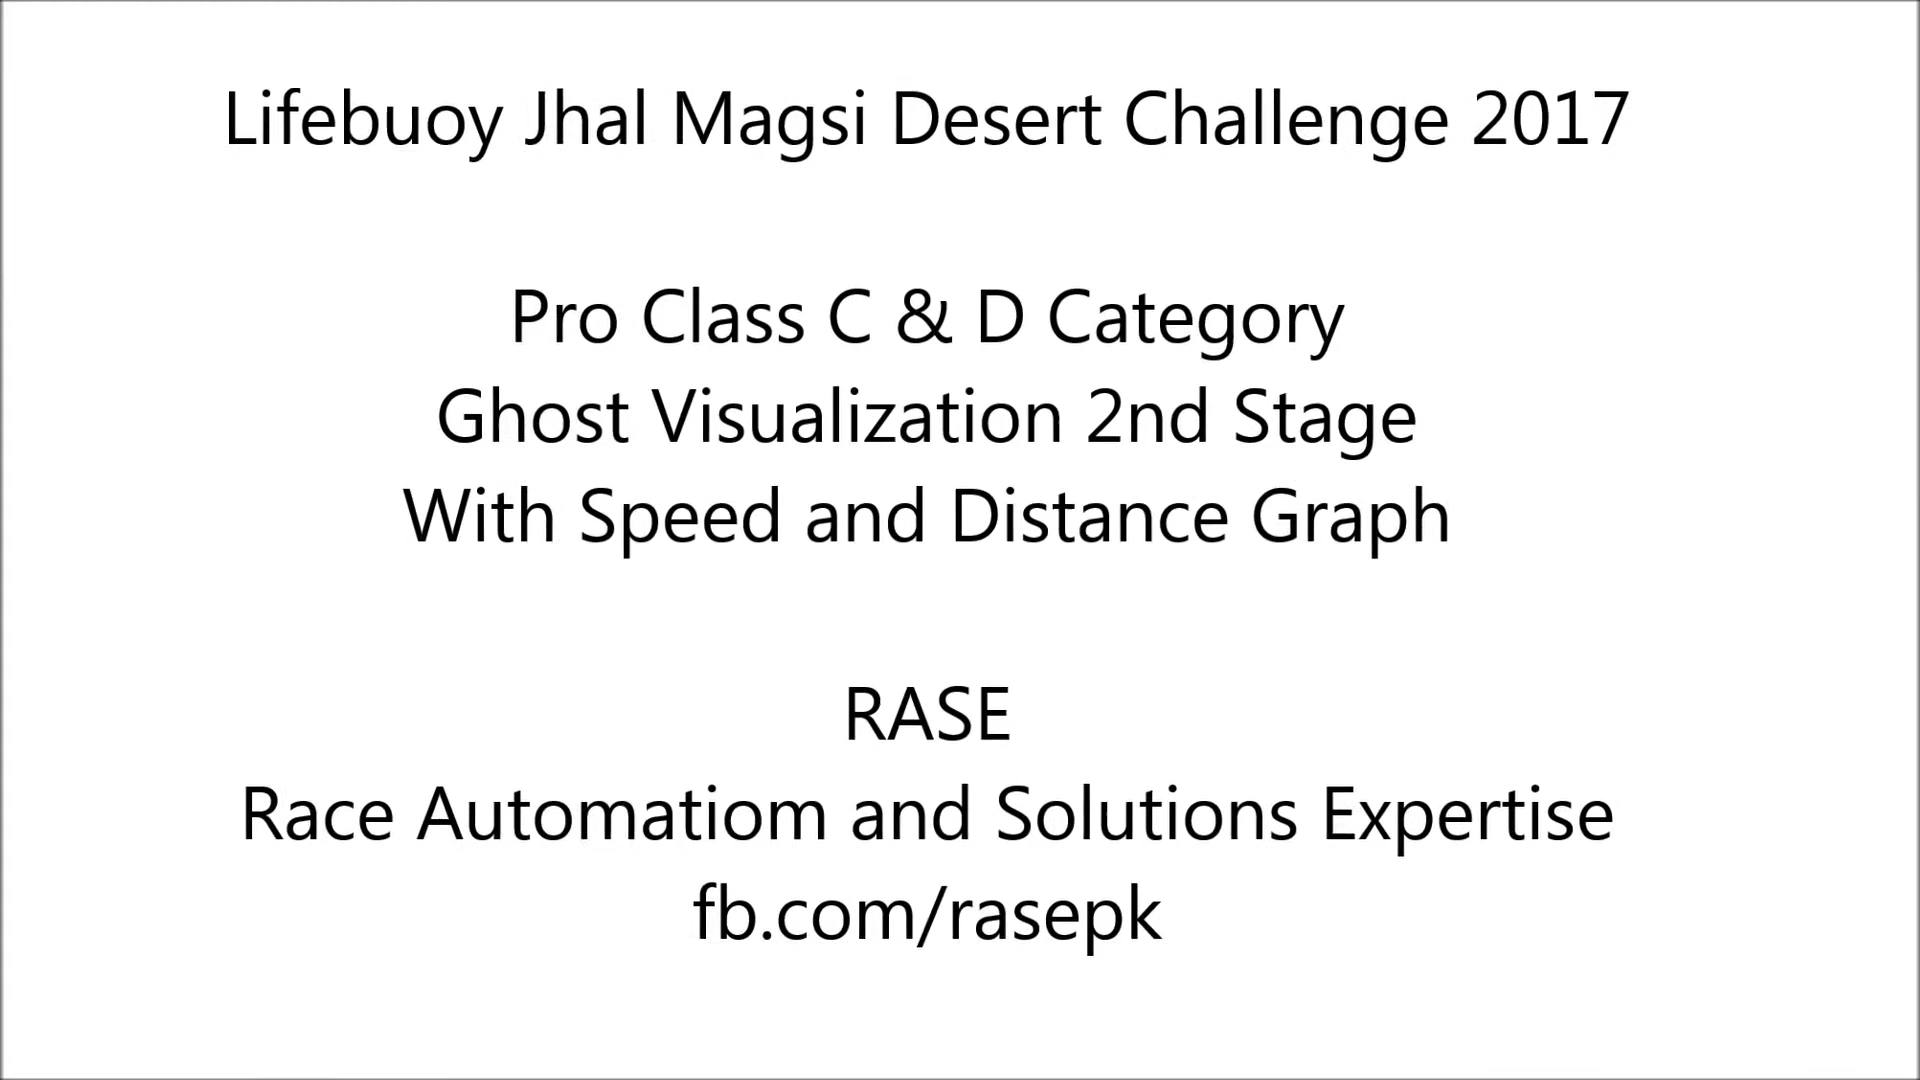 Lifebuoy Jhal Magsi Desert Challenge 2017
Pro Class C & D Category
Ghost Visualization 2nd Stage
With Speed and Distance Graph
RASE
Race Automatiom and Solutions Expertise
fb.com/rasepk